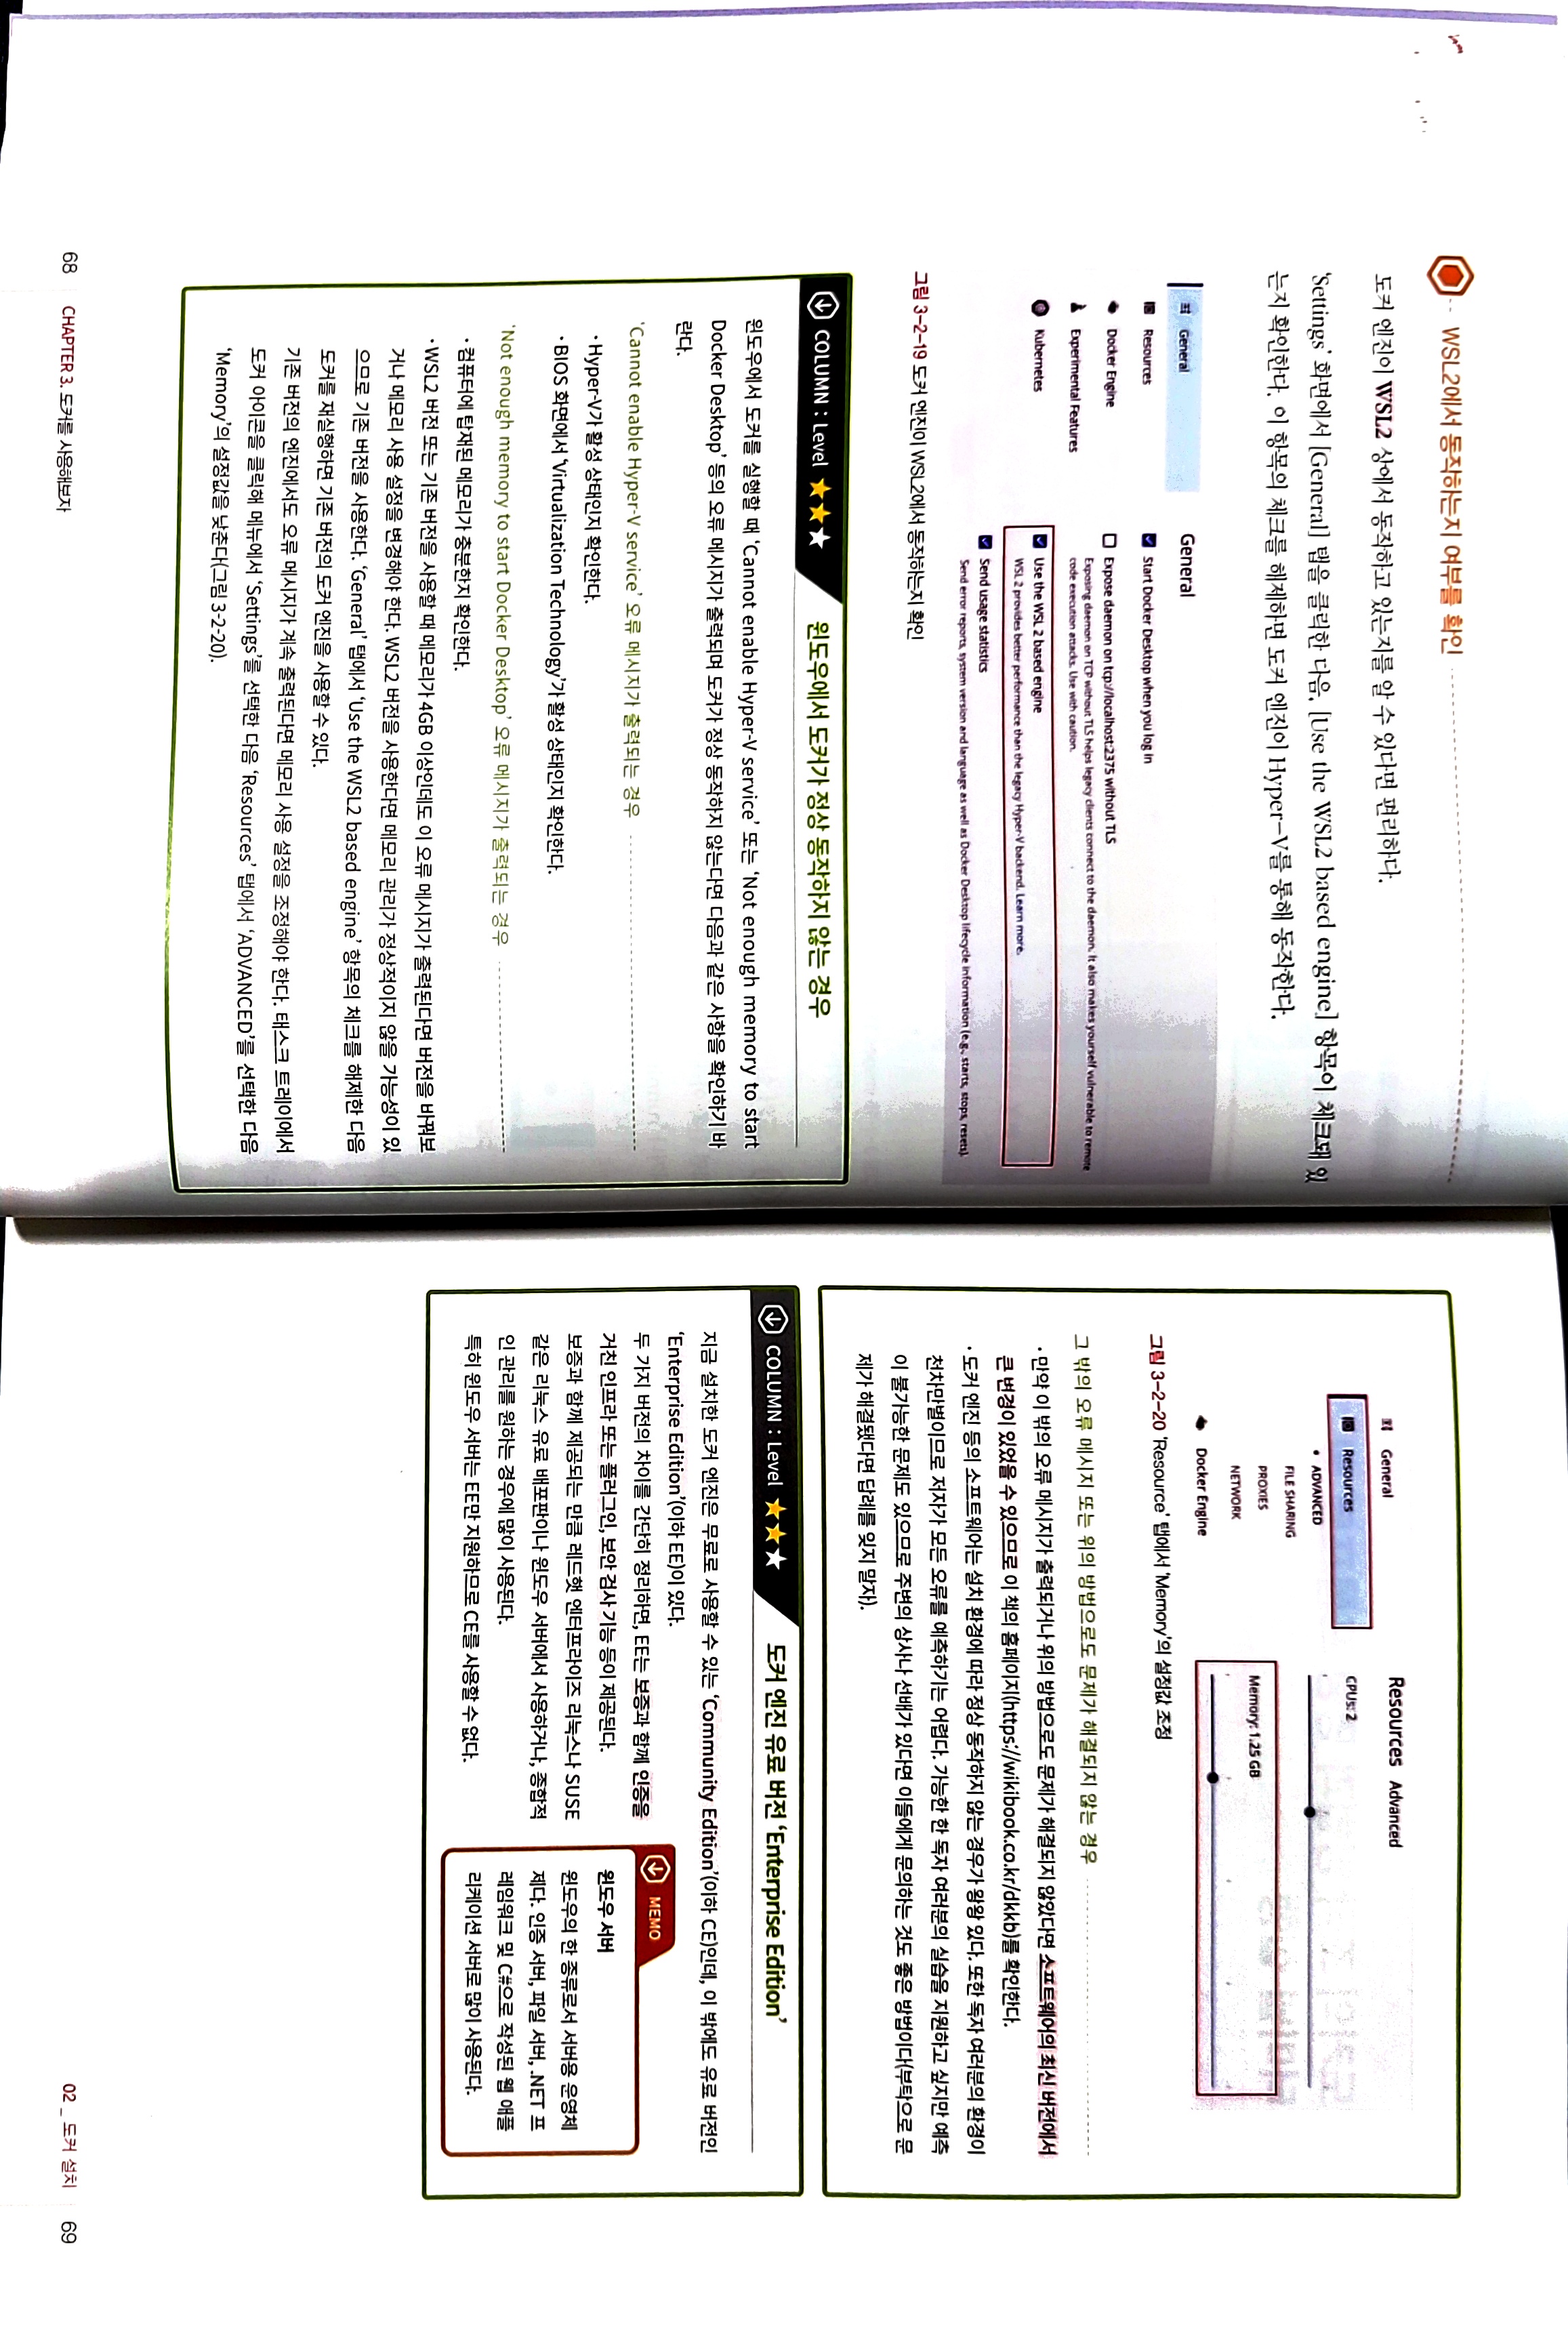 WSL2에서 동작하는지 여부를 확인
도커 엔진이 WSL2 상에서 동작하고 있는지를 알 수 있다면 편리하다.
'Settings' 화면에서 [General] 탭을 클릭한 다음, [Use the WSL2 based engine] 항목이 체크돼 있
는지 확인한다. 이 항목의 체크를 해제하면 도커 엔진이 Hyper-V를 통해 동작한다.
General
Resources
Docker Engine
Experimental Features
Kubernetes
General
Start Docker Desktop when you log in
Expose daemon on tcp://localhost:2375 without TLS
Exposing daemon on TCP without TLS helps legacy clients connect to the daemon. It also makes yourself vulnerable to remote
code execution attacks. Use with caution.
Use the WSL 2 based engine
WSL 2 provides better performance than the legacy Hyper-V backend. Learn more.
Send usage statistics
Send error reports, system version and language as well as Docker Desktop lifecycle information (e.g., starts, stops, resets).
그림 3-2-19 도커 엔진이 WSL2에서 동작하는지 확인
COLUMN : Level ★★★ 윈도우에서 도커가 정상 동작하지 않는 경우
윈도우에서 도커를 실행할 때 'Cannot enable Hyper-V service' 또는 'Not enough memory to start
Docker Desktop' 등의 오류 메시지가 출력되며 도커가 정상 동작하지 않는다면 다음과 같은 사항을 확인하기 바
란다.
'Cannot enable Hyper-V service' 오류 메시지가 출력되는 경우
· Hyper-V가 활성 상태인지 확인한다.
· BIOS 화면에서 'Virtualization Technology'가 활성 상태인지 확인한다.
'Not enough memory to start Docker Desktop' 오류 메시지가 출력되는 경우
· 컴퓨터에 탑재된 메모리가 충분한지 확인한다.
· WSL2 버전 또는 기존 버전을 사용할 때 메모리가 4GB 이상인데도 이 오류 메시지가 출력된다면 버전을 바꿔보
거나 메모리 사용 설정을 변경해야 한다. WSL2 버전을 사용한다면 메모리 관리가 정상적이지 않을 가능성이 있
으므로 기존 버전을 사용한다. 'General' 탭에서 'Use the WSL2 based engine' 항목의 체크를 해제한 다음
도커를 재실행하면 기존 버전의 도커 엔진을 사용할 수 있다.
기존 버전의 엔진에서도 오류 메시지가 계속 출력된다면 메모리 사용 설정을 조정해야 한다. 태스크 트레이에서
도커 아이콘을 클릭해 메뉴에서 'Settings'를 선택한 다음 'Resources' 탭에서 'ADVANCED'를 선택한 다음
'Memory'의 설정값을 낮춘다(그림 3-2-20).
68 CHAPTER 3. 도커를 사용해보자
General
Resources
• ADVANCED
FILE SHARING
PROXIES
NETWORK
Docker Engine
Resources Advanced
CPUs: 2
Memory: 1.25 GB
그림 3-2-20 'Resource' 탭에서 'Memory'의 설정값 조정
그 밖의 오류 메시지 또는 위의 방법으로도 문제가 해결되지 않는 경우
· 만약 이 밖의 오류 메시지가 출력되거나 위의 방법으로도 문제가 해결되지 않았다면 소프트웨어의 최신 버전에서
큰 변경이 있었을 수 있으므로 이 책의 홈페이지(https://wikibook.co.kr/dkkb)를 확인한다.
· 도커 엔진 등의 소프트웨어는 설치 환경에 따라 정상 동작하지 않는 경우가 왕왕 있다. 또한 독자 여러분의 환경이
천차만별이므로 저자가 모든 오류를 예측하기는 어렵다. 가능한 한 독자 여러분의 실습을 지원하고 싶지만 예측
이 불가능한 문제도 있으므로 주변의 상사나 선배가 있다면 이들에게 문의하는 것도 좋은 방법이다(부탁으로 문
제가 해결됐다면 답례를 잊지 말자).
COLUMN : Level ★★★ 도커 엔진 유료 버전 'Enterprise Edition'
지금 설치한 도커 엔진은 무료로 사용할 수 있는 'Community Edition'(이하 CE)인데, 이 밖에도 유료 버전인
'Enterprise Edition'(이하 EE)이 있다.
두 가지 버전의 차이를 간단히 정리하면, EE는 보증과 함께 인증을
거친 인프라 또는 플러그인, 보안 검사 기능 등이 제공된다.
보증과 함께 제공되는 만큼 레드햇 엔터프라이즈 리눅스나 SUSE
같은 리눅스 유료 배포판이나 윈도우 서버에서 사용하거나, 종합적
인 관리를 원하는 경우에 많이 사용된다.
특히 윈도우 서버는 EE만 지원하므로 CE를 사용할 수 없다.
MEMO
윈도우 서버
윈도우의 한 종류로서 서버용 운영체
제다. 인증 서버, 파일 서버, .NET 프
레임워크 및 C#으로 작성된 웹 애플
리케이션 서버로 많이 사용된다.
02 _ 도커 설치 69